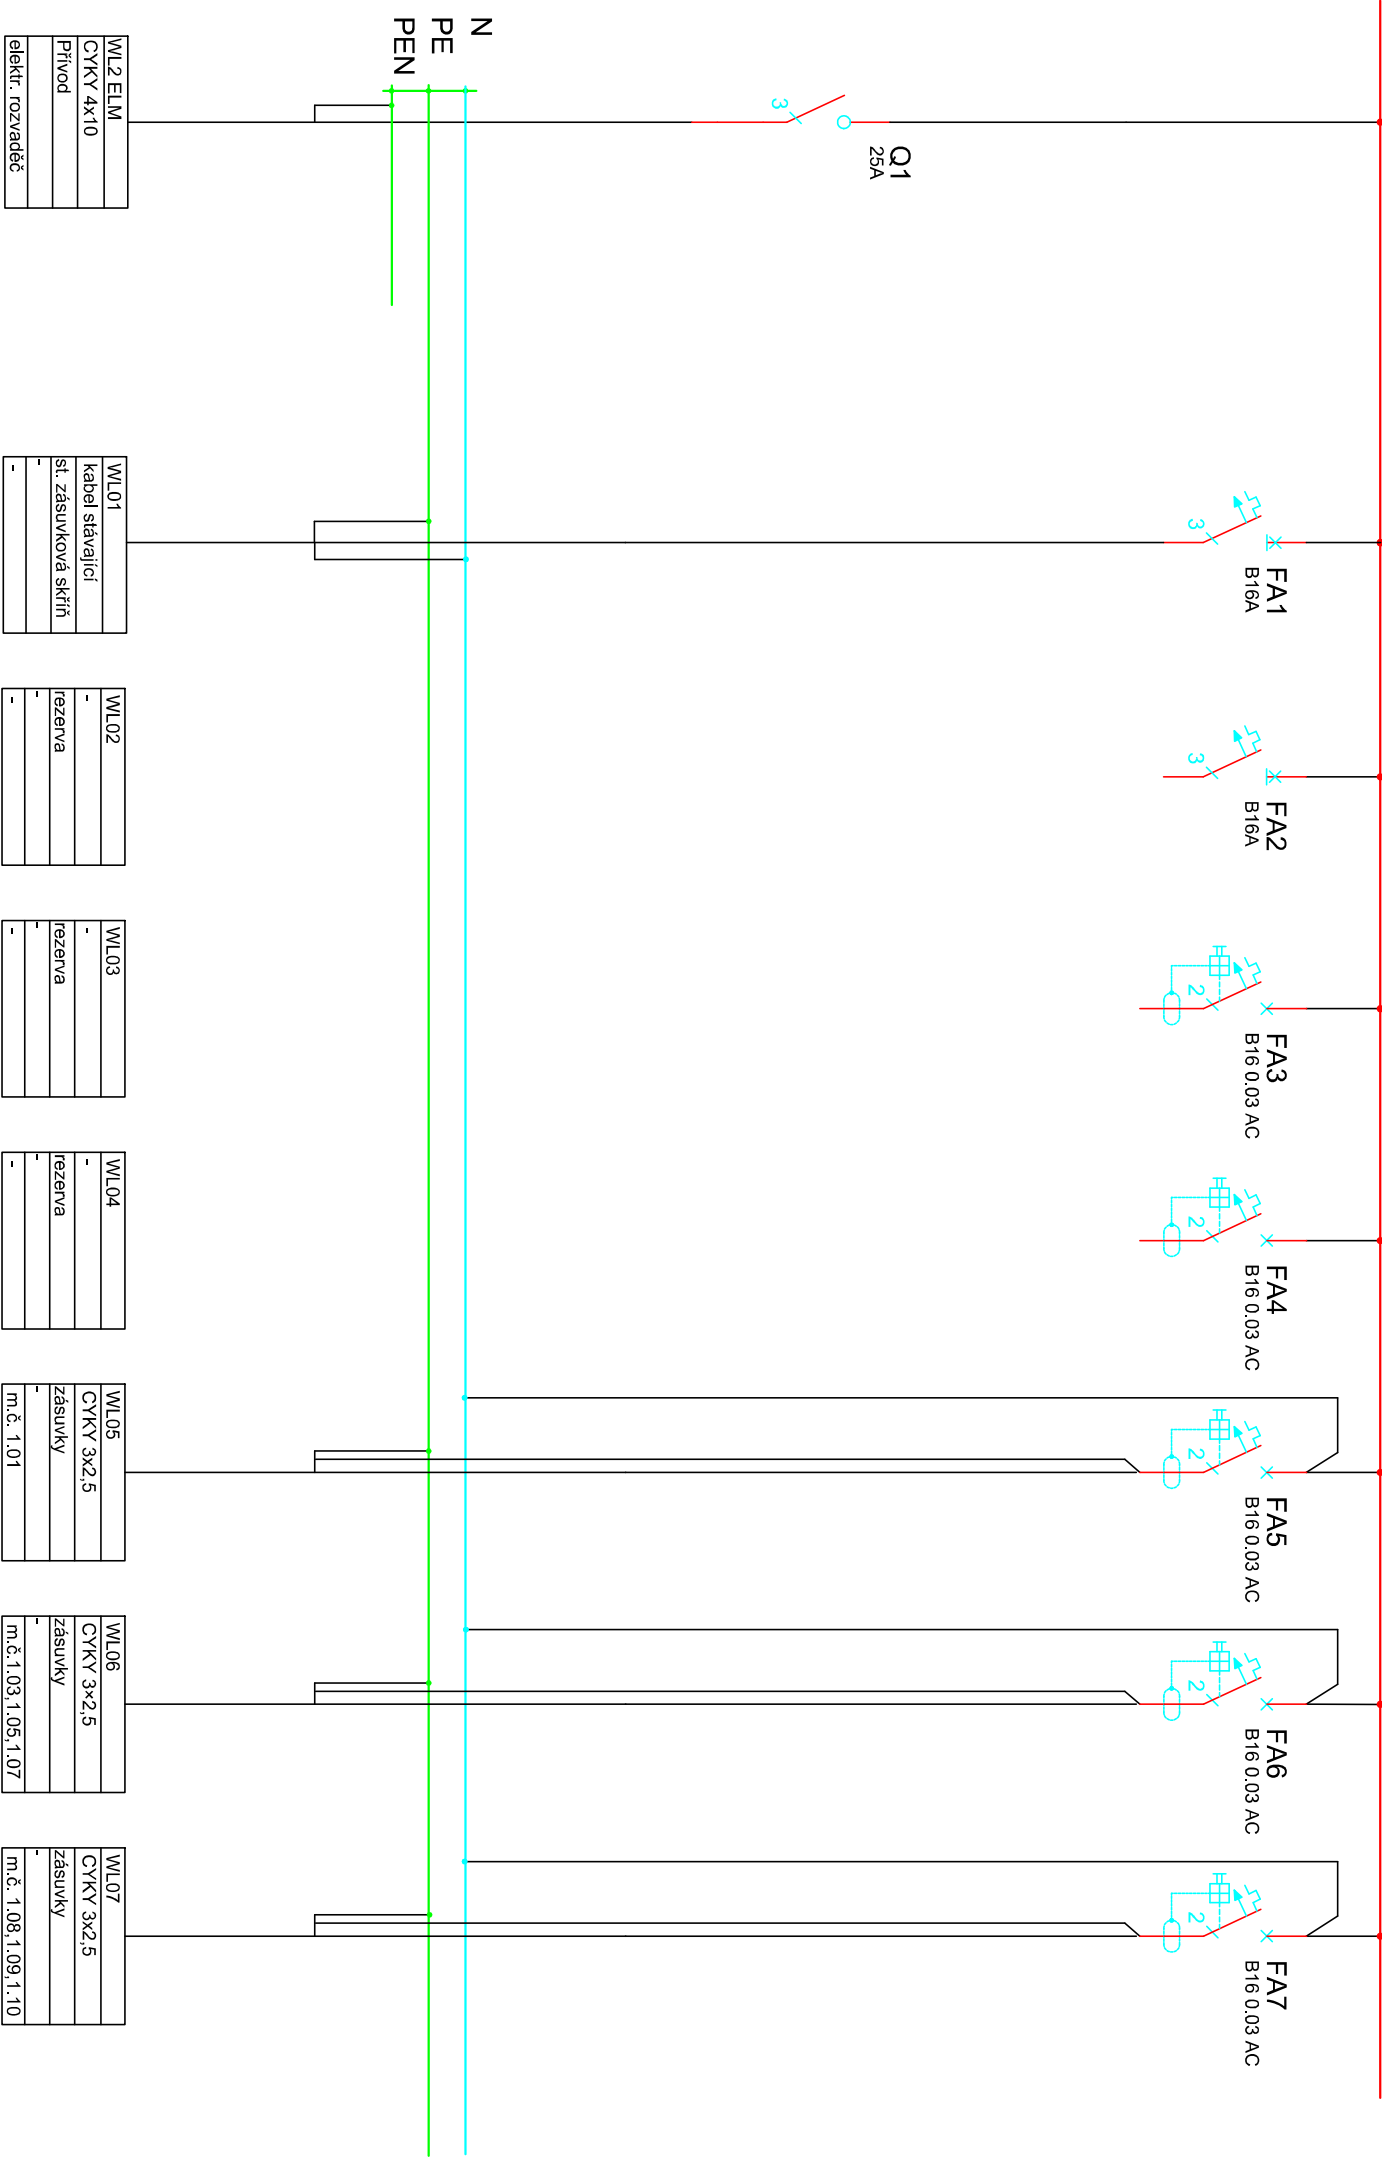 Q1
25A
FA1
B16A
FA2
B16A
FA3
B16 0.03 AC
FA4
B16 0.03 AC
FA5
B16 0.03 AC
FA6
B16 0.03 AC
FA7
B16 0.03 AC
3
3
3
2
2
2
2
2
N
PE
PEN
WL2 ELM
CYKY 4x10
Přívod
elektr. rozvaděč
WL01
kabel stávající
st. zásuvková skříň
-
-
WL02
-
rezerva
-
-
WL03
-
rezerva
-
-
WL04
-
rezerva
-
-
WL05
CYKY 3x2,5
zásuvky
-
m.č. 1.01
WL06
CYKY 3×2,5
zásuvky
-
m.č.1.03,1.05,1.07
WL07
CYKY 3x2,5
zásuvky
-
m.č. 1.08,1.09,1.10